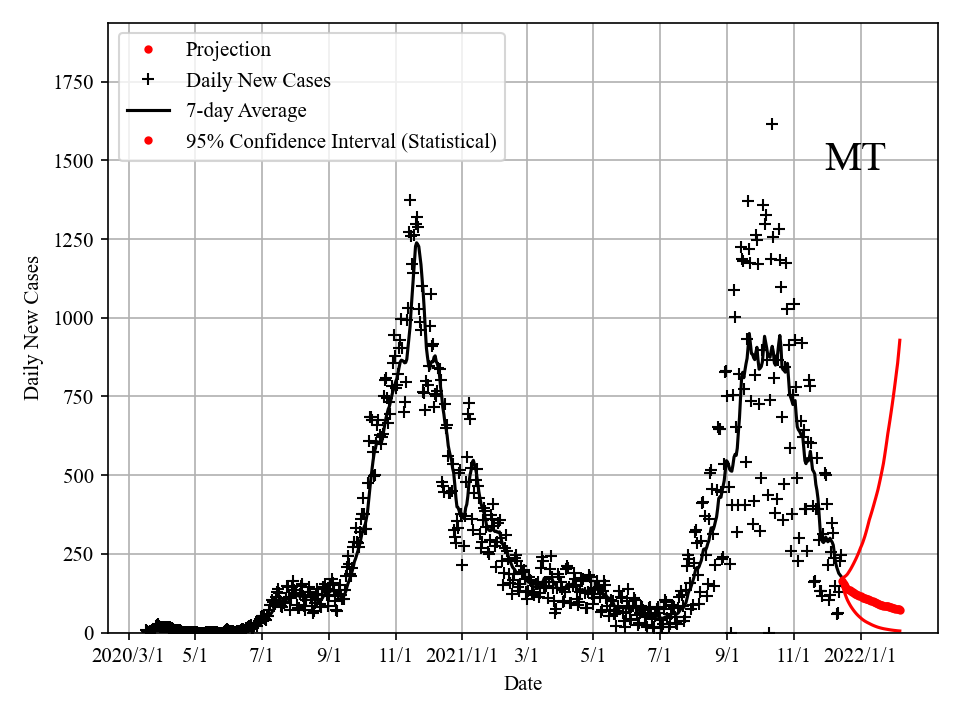 Projection
Daily New Cases
7-day Average
95% Confidence Interval (Statistical)
MT
Daily New Cases
1750
1500
1250
1000
750
500
250
0
2020/3/1 5/1 7/1 9/1 11/1 2021/1/1 3/1 5/1 7/1 9/1 11/1 2022/1/1
Date